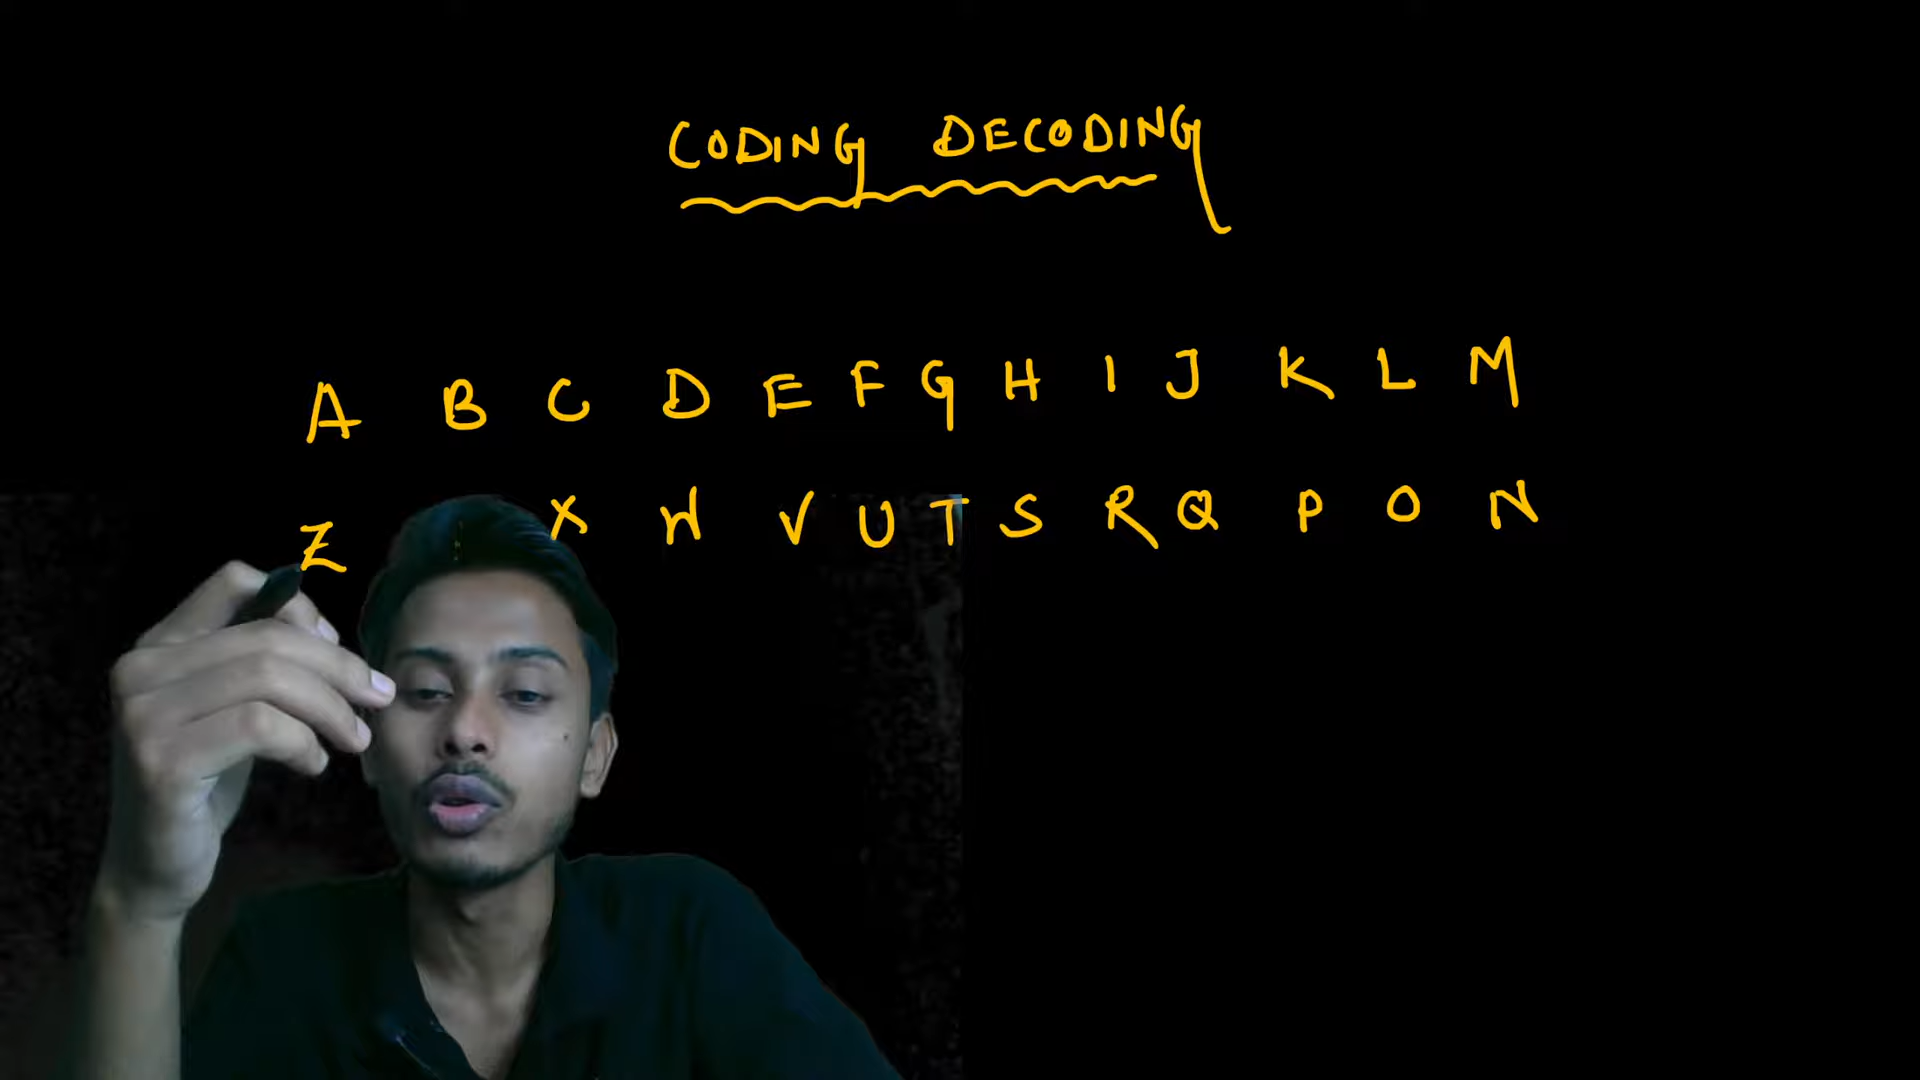 CODING DECODING
A B C D E F G H I J K L M
Z X W V U T S R Q P O N